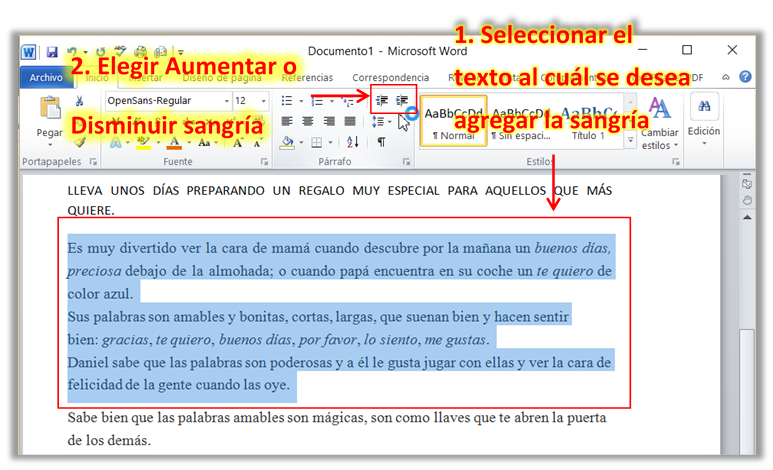 Documento1 - Microsoft Word
1. Seleccionar el
texto al cuál se desea
agregar la sangría
2. Elegir Aumentar o
Disminuir sangría
Archivo Inicio Insertar Diseño de página Referencias Correspondencia
OpenSans-Regular 12
Pegar
Portapapeles Fuente Párrafo Estilos
AaBbCcDd AaBbCcDd AaBbC
¶ Normal ¶ Sin espaci... Título 1
Cambiar
estilos
Edición
LLEVA UNOS DÍAS PREPARANDO UN REGALO MUY ESPECIAL PARA AQUELLOS QUE MÁS
QUIERE.
Es muy divertido ver la cara de mamá cuando descubre por la mañana un buenos días,
preciosa debajo de la almohada; o cuando papá encuentra en su coche un te quiero de
color azul.
Sus palabras son amables y bonitas, cortas, largas, que suenan bien y hacen sentir
bien: gracias, te quiero, buenos días, por favor, lo siento, me gustas.
Daniel sabe que las palabras son poderosas y a él le gusta jugar con ellas y ver la cara de
felicidad de la gente cuando las oye.
Sabe bien que las palabras amables son mágicas, son como llaves que te abren la puerta
de los demás.